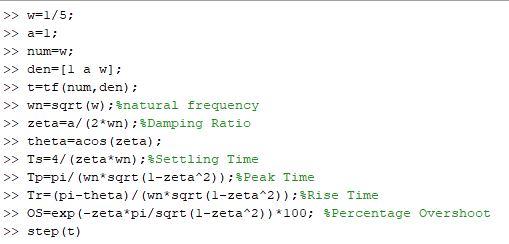 >> w=1/5;
>> a=1;
>> num=w;
>> den=[1 a w];
>> t=tf(num,den);
>> wn=sqrt(w);%natural frequency
>> zeta=a/(2*wn);%Damping Ratio
>> theta=acos(zeta);
>> Ts=4/(zeta*wn);%Settling Time
>> Tp=pi/(wn*sqrt(1-zeta^2));%Peak Time
>> Tr=(pi-theta)/(wn*sqrt(1-zeta^2));%Rise Time
>> OS=exp(-zeta*pi/sqrt(1-zeta^2))*100; %Percentage Overshoot
>> step(t)